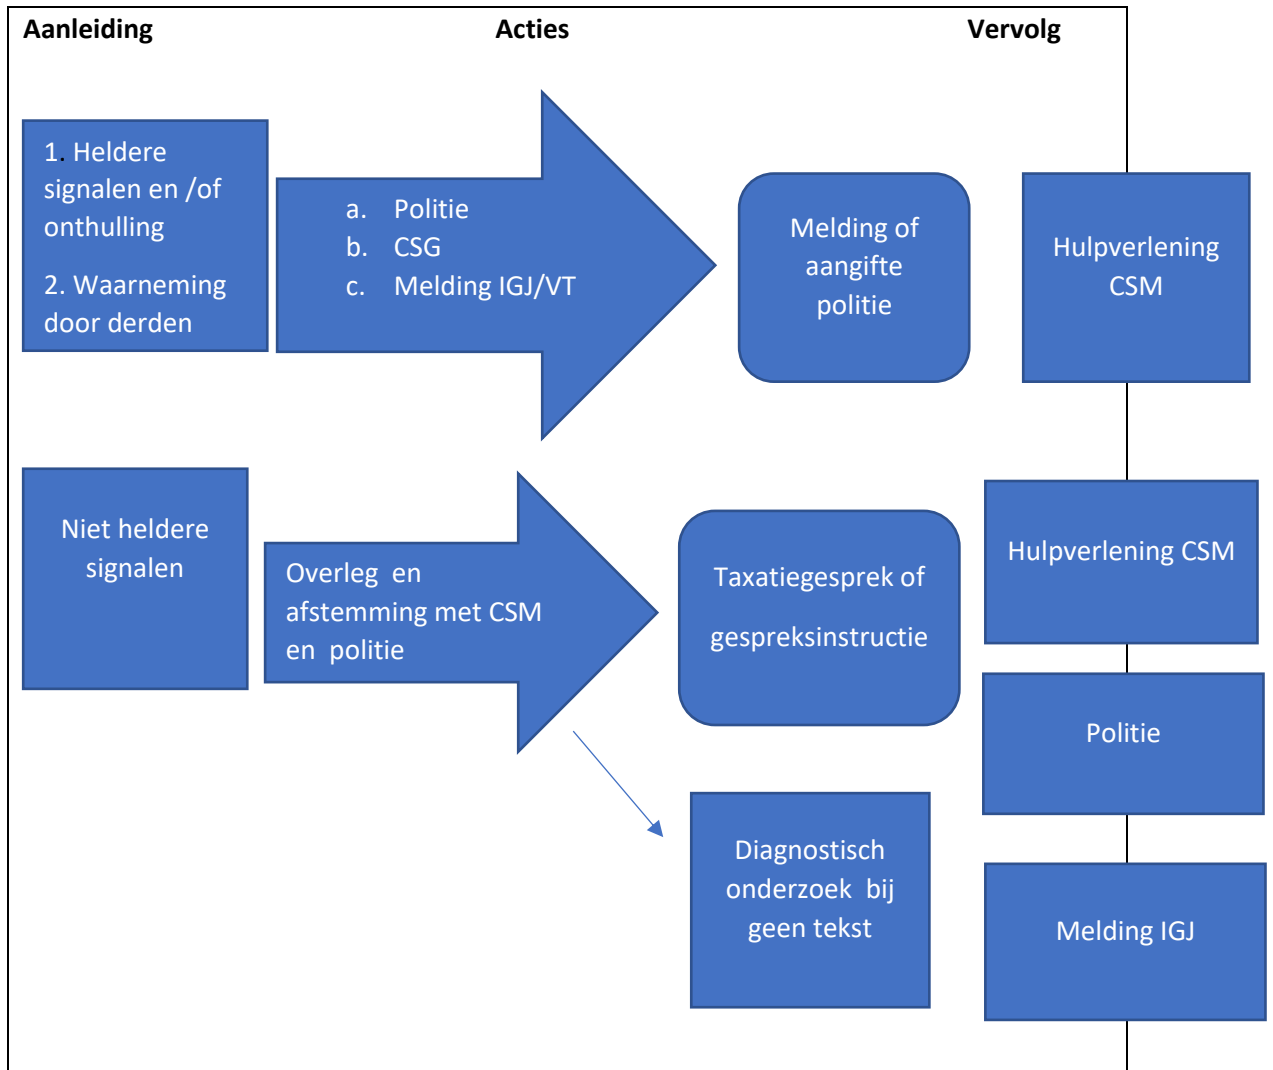 Aanleiding Acties Vervolg
1. Heldere
signalen en /of
onthulling
2. Waarneming
door derden
a. Politie
b. CSG
c. Melding IGJ/VT
Melding of
aangifte
politie
Hulpverlening
CSM
Niet heldere
signalen
Overleg en
afstemming met CSM
en politie
Taxatiegesprek of
gespreksinstructie
Hulpverlening CSM
Politie
Diagnostisch
onderzoek bij
geen tekst
Melding IGJ